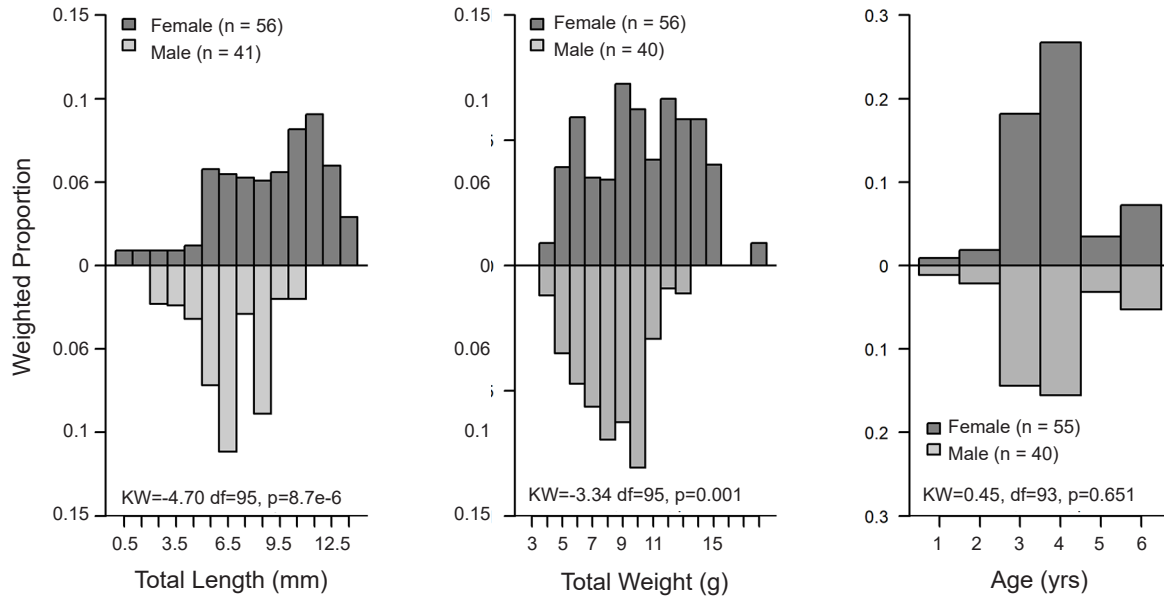 0.15
0.1
0.06
0
0.06
0.1
0.15
Weighted Proportion
Female (n = 56)
Male (n = 41)
KW=-4.70 df=95, p=8.7e-6
0.5 3.5 6.5 9.5 12.5
Total Length (mm)
0.15
0.1
0.06
0
0.06
0.1
0.15
Female (n = 56)
Male (n = 40)
KW=-3.34 df=95, p=0.001
3 5 7 9 11 15
Total Weight (g)
0.3
0.2
0.1
0
0.1
0.2
0.3
Female (n = 55)
Male (n = 40)
KW=0.45, df=93, p=0.651
1 2 3 4 5 6
Age (yrs)